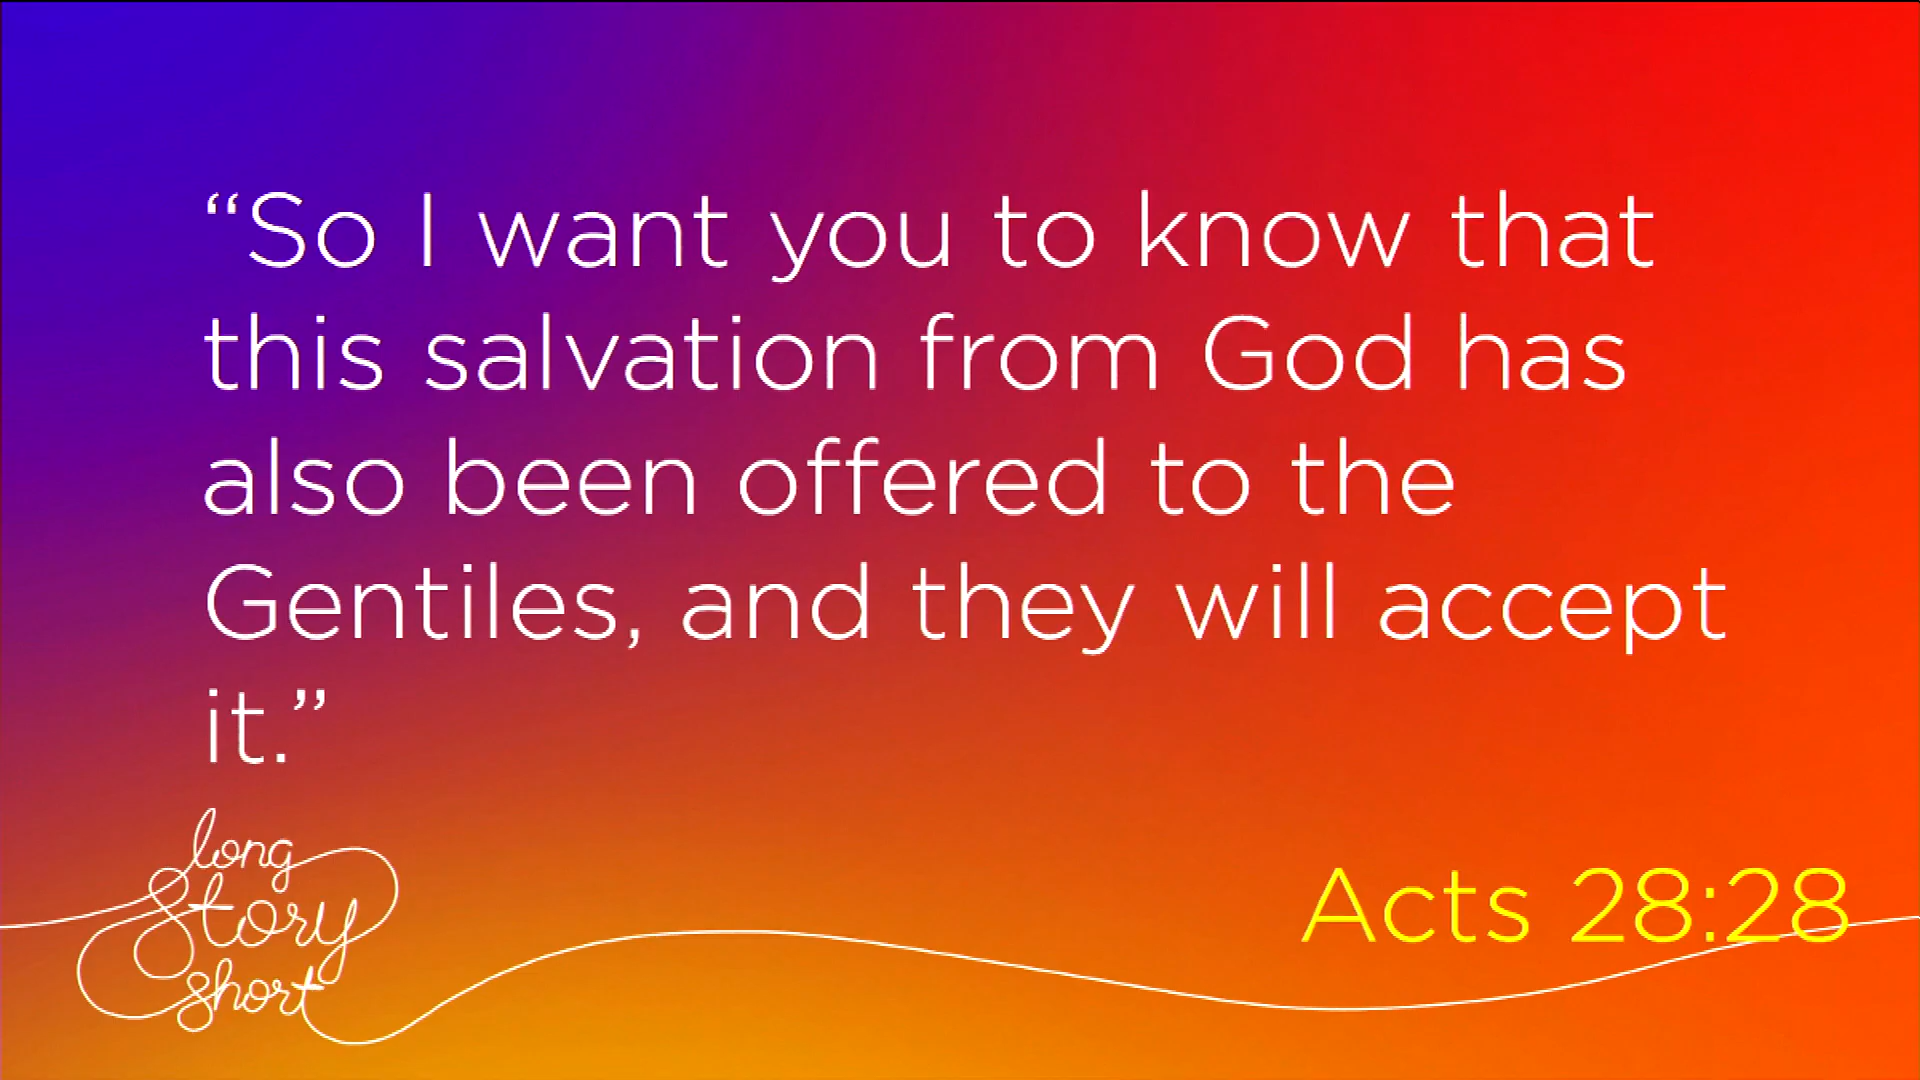 “So I want you to know that
this salvation from God has
also been offered to the
Gentiles, and they will accept
it.”
long
story
short
Acts 28:28